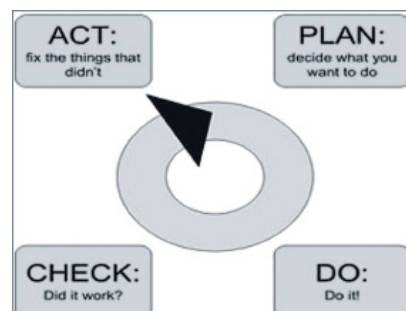 ACT:
fix the things that
didn't
PLAN:
decide what you
want to do
CHECK:
Did it work?
DO:
Do it!